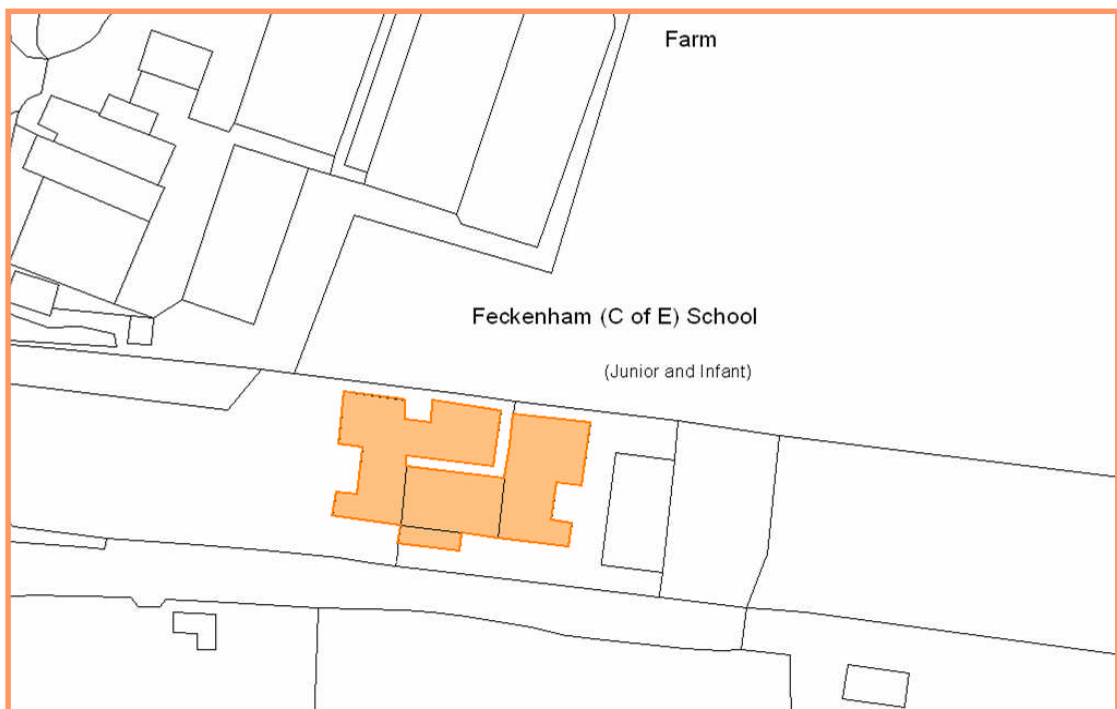 Farm
Feckenham (C of E) School
(Junior and Infant)